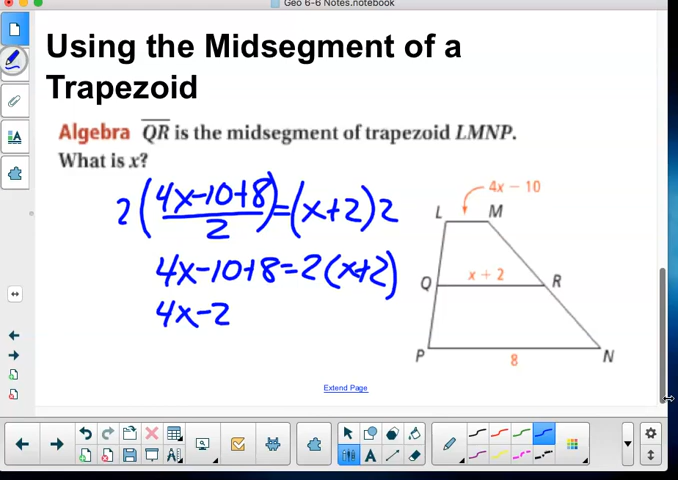 Geo 6-6 Notes.notebook
Using the Midsegment of a
Trapezoid
Algebra QR is the midsegment of trapezoid LMNP.
What is x?
2(4x-10+8/2)=(x+2)2
4x-10+8=2(x+2)
4x-2
4x − 10
L M
Q x + 2 R
P 8 N
Extend Page
A
A